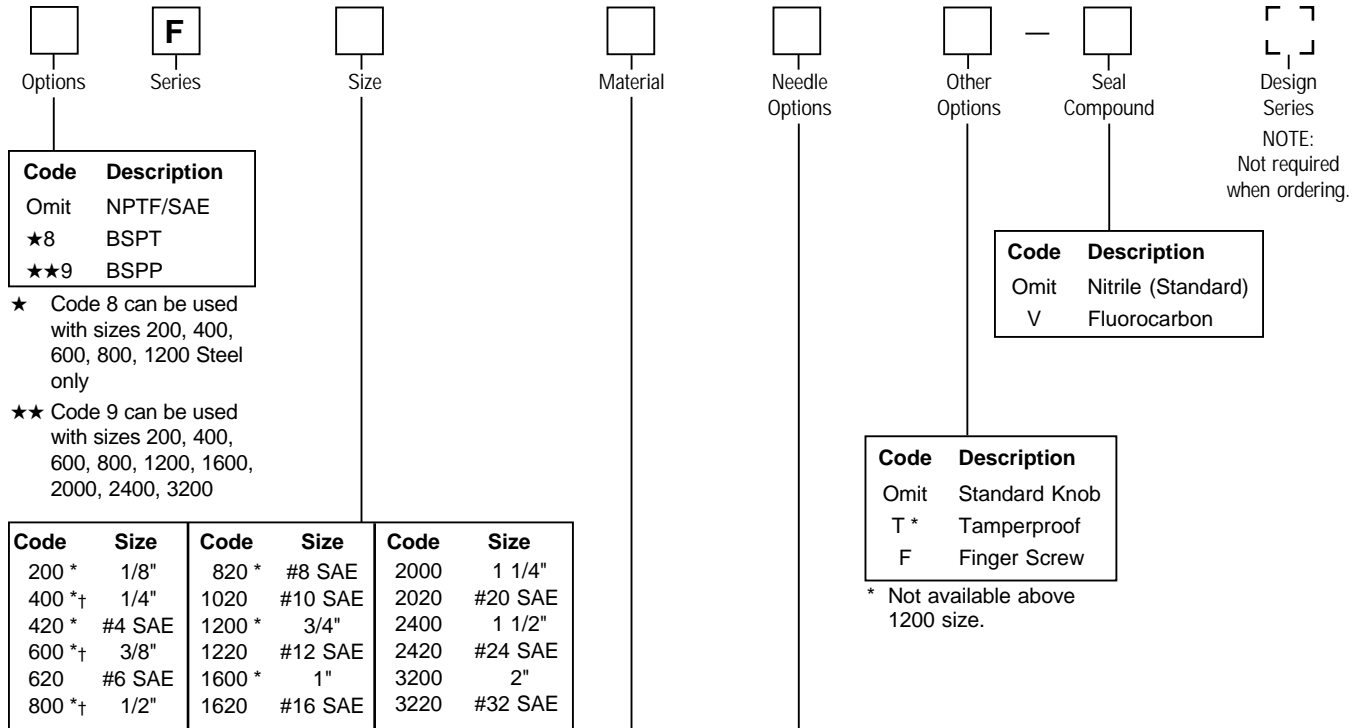 F
Options Series Size Material Needle Options Other Options — Seal Compound Design Series
NOTE:
Not required
when ordering.
Code Description
Omit NPTF/SAE
★8 BSPT
★★9 BSPP
★ Code 8 can be used
with sizes 200, 400,
600, 800, 1200 Steel
only
★★ Code 9 can be used
with sizes 200, 400,
600, 800, 1200, 1600,
2000, 2400, 3200
Code Description
Omit Nitrile (Standard)
V Fluorocarbon
Code Description
Omit Standard Knob
T * Tamperproof
F Finger Screw
* Not available above
1200 size.
Code Size Code Size Code Size
200 * 1/8" 820 * #8 SAE 2000 1 1/4"
400 *† 1/4" 1020 #10 SAE 2020 #20 SAE
420 * #4 SAE 1200 * 3/4" 2400 1 1/2"
600 *† 3/8" 1220 #12 SAE 2420 #24 SAE
620 #6 SAE 1600 * 1" 3200 2"
800 *† 1/2" 1620 #16 SAE 3220 #32 SAE